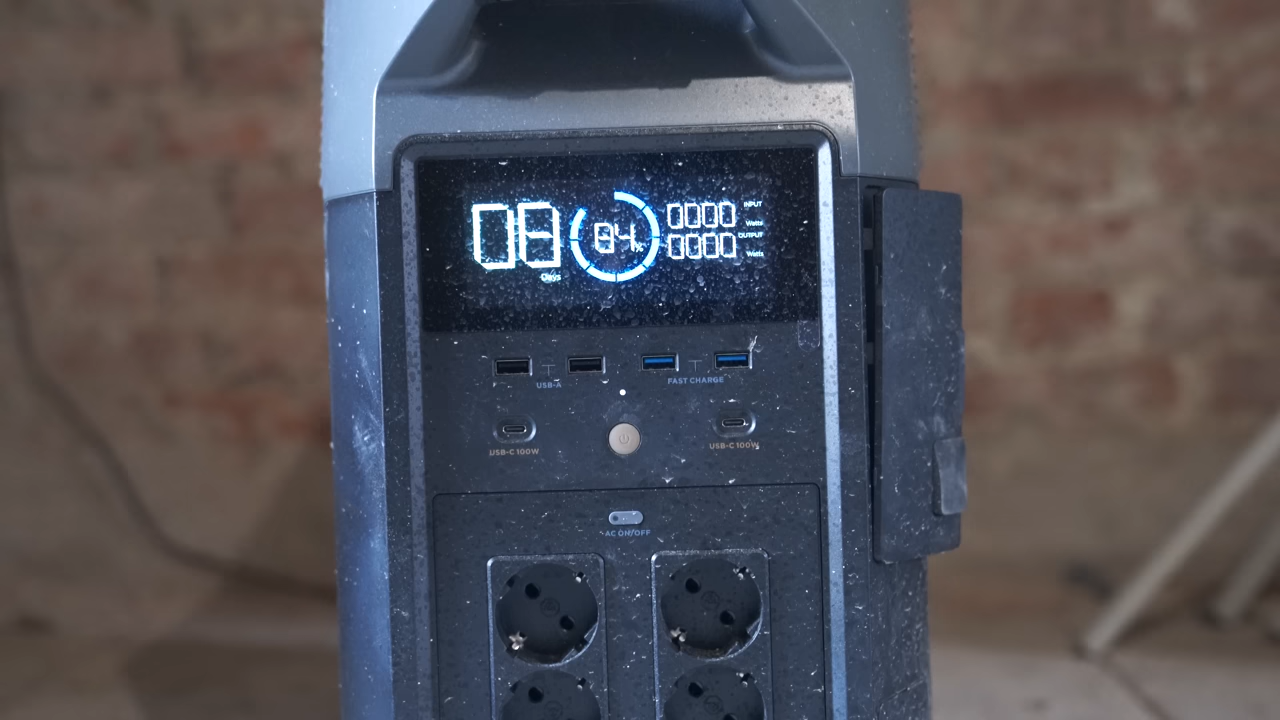 08
Days
84%
0000
INPUT
Watts
0000
OUTPUT
Watts
USB-A
FAST CHARGE
USB-C 100W
USB-C 100W
AC ON/OFF